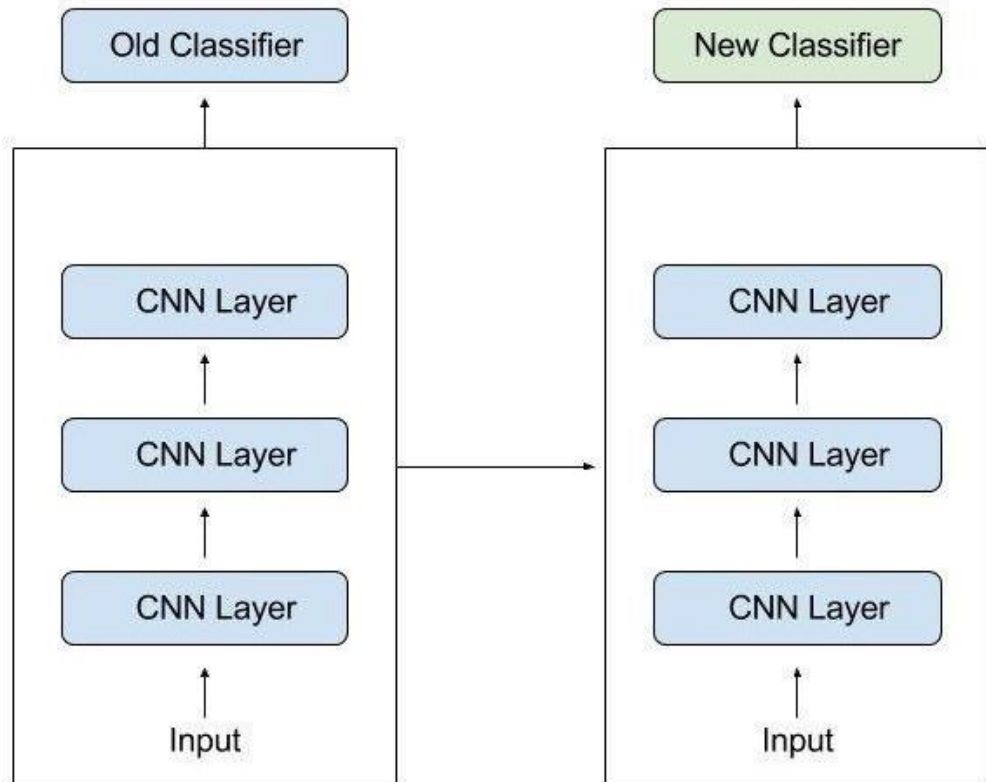 Old Classifier
New Classifier
CNN Layer
CNN Layer
CNN Layer
CNN Layer
CNN Layer
CNN Layer
Input
Input